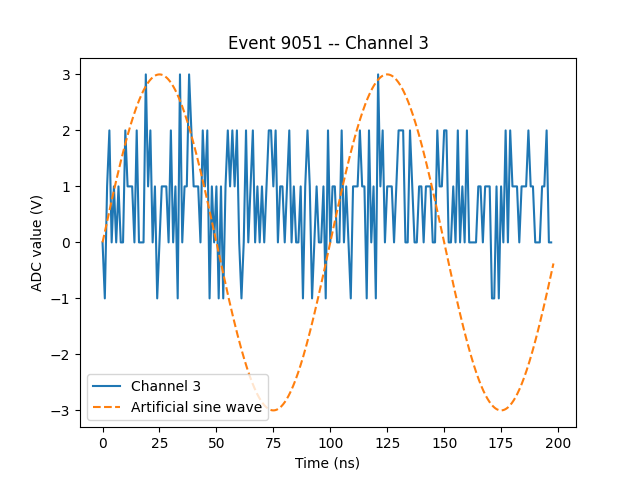 Event 9051 -- Channel 3
ADC value (V)
3
2
1
0
−1
−2
−3
Channel 3
Artificial sine wave
0 25 50 75 100 125 150 175 200
Time (ns)